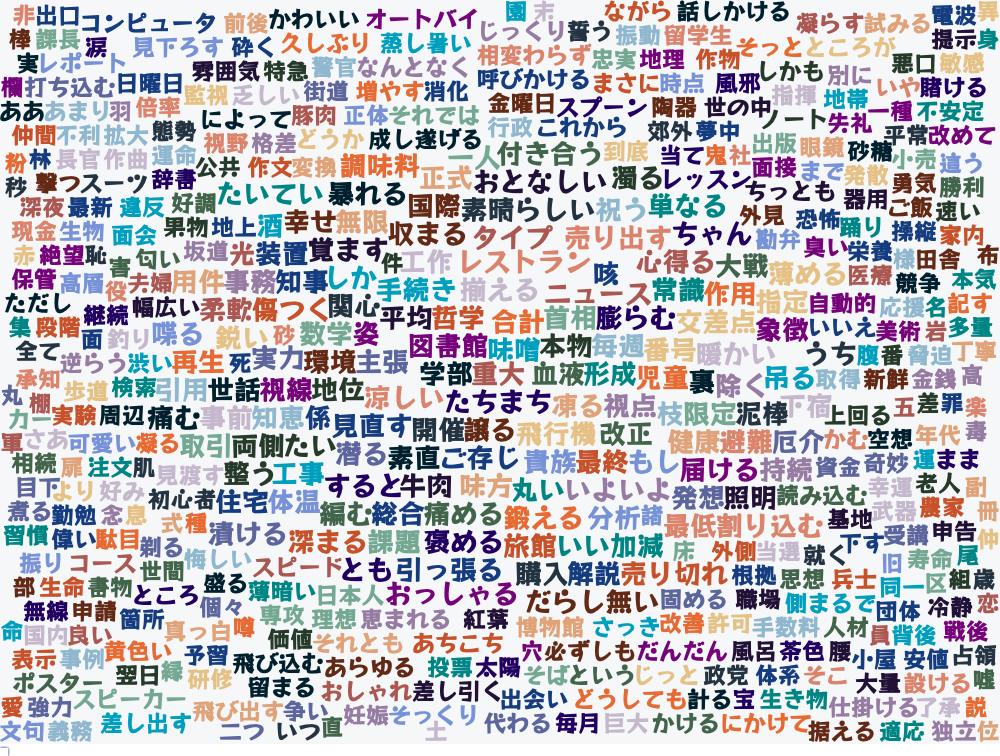 非 出口 コンピュータ 前後 かわいい オートバイ 園 末 ながら 話しかける 凝らす 試みる 電波 男
棒 課長 涙 見下ろす 砕く 久しぶり 蒸し暑い じっくり 誓う 振動 留学生 そっと ところが 提示 身
実 レポート 雰囲気 特急 警官 なんとなく 相変わらず 忠実 地理 作物 しかも 別に 悪口 敏感
欄 打ち込む 日曜日 監視 乏しい 街道 増やす 消化 呼びかける まさに 時点 風邪 指揮 地帯 いや 賭ける
ああ あまり 羽 倍率 によって 豚肉 正体 それでは 金曜日 スプーン 陶器 世の中 ノート 失礼 一種 不安定
仲間 不利 拡大 態勢 視野 格差 どうか 成し遂げる 行政 これから 郊外 夢中 出版 眼鏡 砂糖 平常 改めて
粉 林 長官 作曲 運命 公共 作文 変換 調味料 一人 付き合う 到底 当て 鬼 社 面接 まで 発散 小売 違う
秒 撃つ スーツ 辞書 たいてい 暴れる 正式 おとなしい 濁る レッスン ちっとも 器用 勇気 勝利
深夜 最新 違反 好調 国際 素晴らしい 祝う 単なる 外見 恐怖 踊り ご飯 速い
現金 生物 面会 果物 地上 酒 幸せ 無限 収まる タイプ 売り出す ちゃん 勘弁 臭い 栄養 操縦 家内
赤 絶望 恥 害 匂い 坂道 光 装置 覚ます 件 工作 レストラン 咳 心得る 大戦 薄める 医療 様 田舎 布
保管 高層 役 夫婦 用件 事務 知事 しか 手続き 揃える ニュース 常識 作用 指定 自動的 競争 応援 名 本気 記す
ただし 継続 幅広い 柔軟 傷つく 関心 平均 哲学 合計 首相 膨らむ 交差点 象徴 いいえ 美術 岩 多量
集 段階 面 釣り 喋る 鋭い 砂 数学 姿 図書館 味噌 本物 毎週 番号 暖かい うち 腹 番 脅迫 丁寧
全て 逆らう 渋い 再生 死 実力 環境 主張 学部 重大 血液 形成 児童 裏 除く 吊る 取得 新鮮 金銭 高
丸 承知 棚 歩道 検索 引用 世話 視線 地位 涼しい たちまち 凍る 視点 枝 限定 泥棒 下宿 上回る 五 差 罪 楽
カー 実験 周辺 痛む 事前 知恵 係 見直す 開催 譲る 飛行機 改正 健康 避難 厄介 かむ 空想 年代 毒
軍 さあ 可愛い 凝る 取引 両側 たい 潜る 素直 ご存じ 貴族 最終 もし 届ける 持続 資金 奇妙 運 まま
相続 扉 注文 肌 見渡す 整う 工事 すると 牛肉 味方 丸い いよいよ 発想 照明 読み込む 幸運 老人 副
目下 より 好み 初心者 住宅 体温 編む 総合 痛める 鍛える 分析 諸 最低 割り込む 基地 武器 農家 冊
煮る 勤勉 念 息 式 種 漬ける 深まる 課題 褒める 旅館 いい加減 床 外側 当選 就く 下す 受講 申告 仲
習慣 偉い 駄目 剃る 悔しい スピード とも 引っ張る 購入 解説 売り切れ 根拠 思想 兵士 旧 寿命 尾
振り コース 世間 盛る 薄暗い 日本人 おっしゃる だらし無い 固める 職場 側 まるで 同一 区 組 歳
部 生命 書物 ところ 個々 専攻 理想 恵まれる 紅葉 博物館 さっき 改善 許可 手数料 人材 団体 冷静 恋
無線 申請 箇所 真っ白 噂 価値 それとも あちこち 穴 必ずしも だんだん 風呂 茶色 腰 員 背後 戦後
命 国内 良い 黄色い 予習 飛び込む あらゆる 投票 太陽 そば という じっと 政党 体系 そこ 小屋 安値 占領
表示 事例 翌日 縁 研修 留まる おしゃれ 差し引く 出会い どうしても 計る 宝 生き物 大量 設ける 嘘
ポスター スピーカー 飛び出す 争い 妊娠 そっくり 代わる 毎月 巨大 かける にかけて 仕掛ける 了承 説
愛 強力 差し出す 二つ いつ 直 士 据える 適応 独立 位
文句 義務